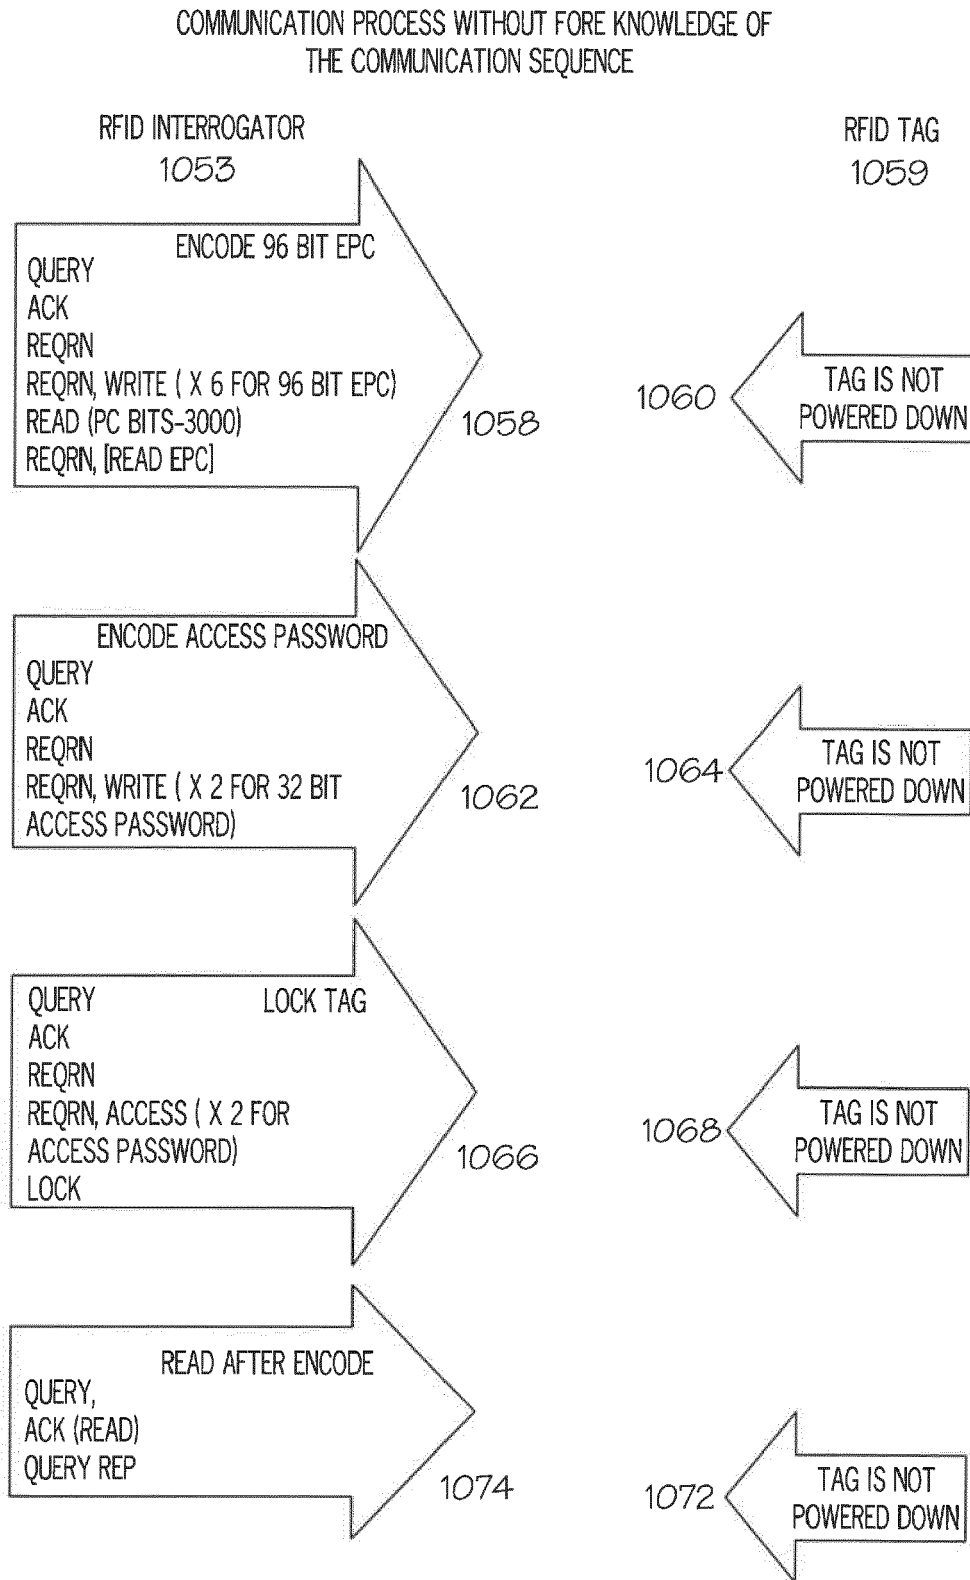 COMMUNICATION PROCESS WITHOUT FORE KNOWLEDGE OF
THE COMMUNICATION SEQUENCE
RFID INTERROGATOR
1053
RFID TAG
1059
ENCODE 96 BIT EPC
QUERY
ACK
REQRN
REQRN, WRITE ( X 6 FOR 96 BIT EPC)
READ (PC BITS-3000)
REQRN, [READ EPC]
1058
1060
TAG IS NOT
POWERED DOWN
ENCODE ACCESS PASSWORD
QUERY
ACK
REQRN
REQRN, WRITE ( X 2 FOR 32 BIT
ACCESS PASSWORD)
1062
1064
TAG IS NOT
POWERED DOWN
QUERY LOCK TAG
ACK
REQRN
REQRN, ACCESS ( X 2 FOR
ACCESS PASSWORD)
LOCK
1066
1068
TAG IS NOT
POWERED DOWN
READ AFTER ENCODE
QUERY,
ACK (READ)
QUERY REP
1074
1072
TAG IS NOT
POWERED DOWN